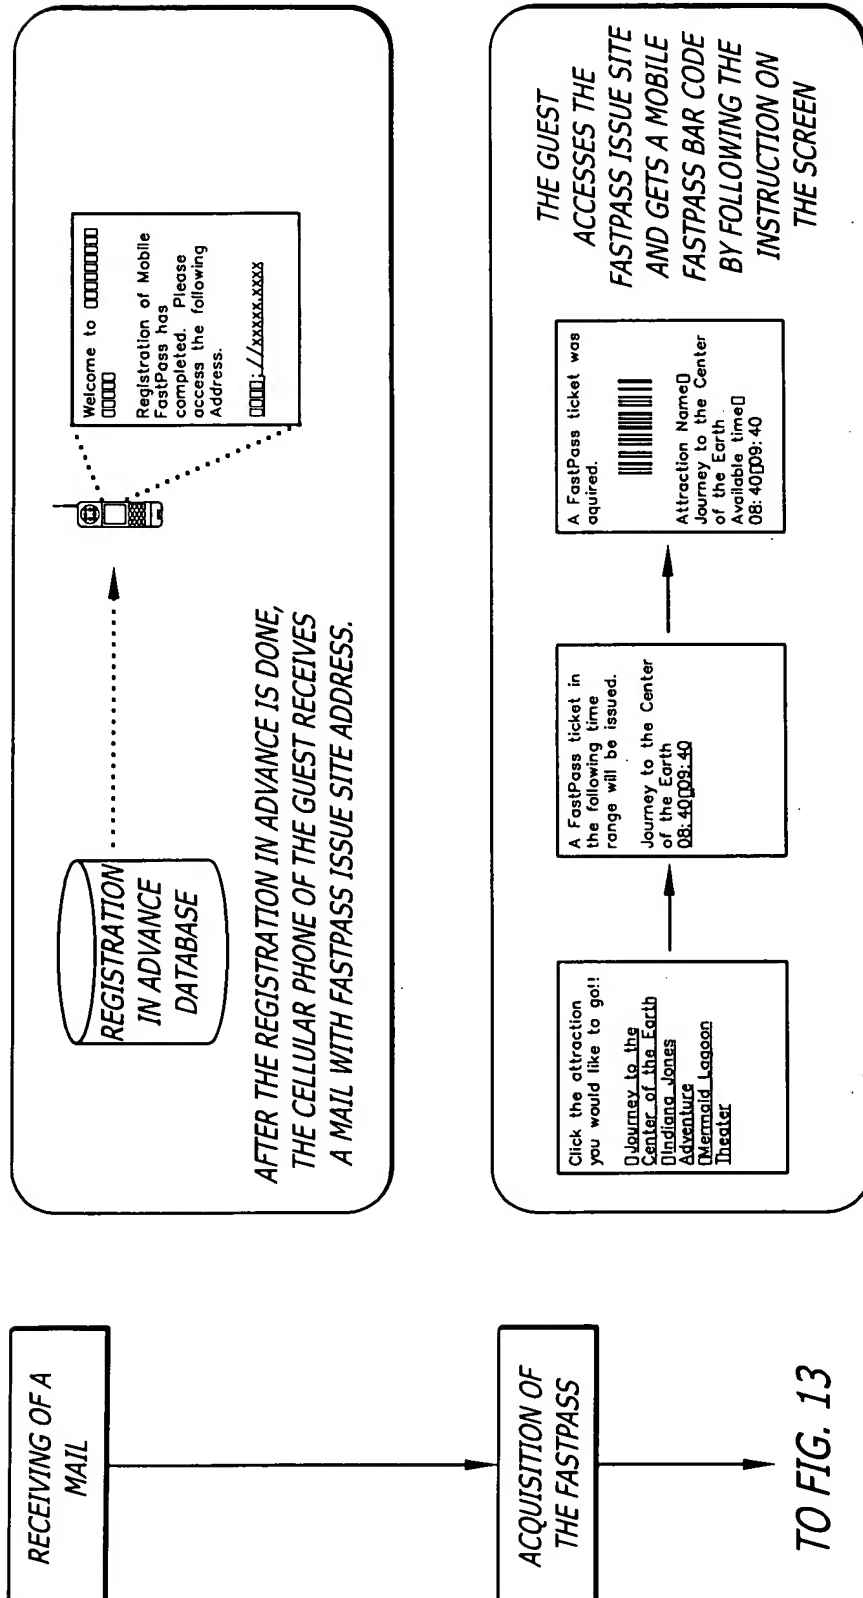 RECEIVING OF A
MAIL
REGISTRATION
IN ADVANCE
DATABASE
Welcome to ▯▯▯▯▯▯▯▯▯▯
▯▯▯▯▯
Registration of Mobile
FastPass has
completed. Please
access the following
Address.
▯▯▯▯;//xxxxx.xxxx
AFTER THE REGISTRATION IN ADVANCE IS DONE,
THE CELLULAR PHONE OF THE GUEST RECEIVES
A MAIL WITH FASTPASS ISSUE SITE ADDRESS.
ACQUISITION OF
THE FASTPASS
Click the attraction
you would like to go!!
▯Journey to the
Center of the Earth
▯Indiana Jones
Adventure
▯Mermaid Lagoon
Theater
A FastPass ticket in
the following time
range will be issued.
Journey to the Center
of the Earth
08:40▯09:40
A FastPass ticket was
aquired.
Attraction Name▯
Journey to the Center
of the Earth
Available time▯
08:40▯09:40
THE GUEST
ACCESSES THE
FASTPASS ISSUE SITE
AND GETS A MOBILE
FASTPASS BAR CODE
BY FOLLOWING THE
INSTRUCTION ON
THE SCREEN
TO FIG. 13